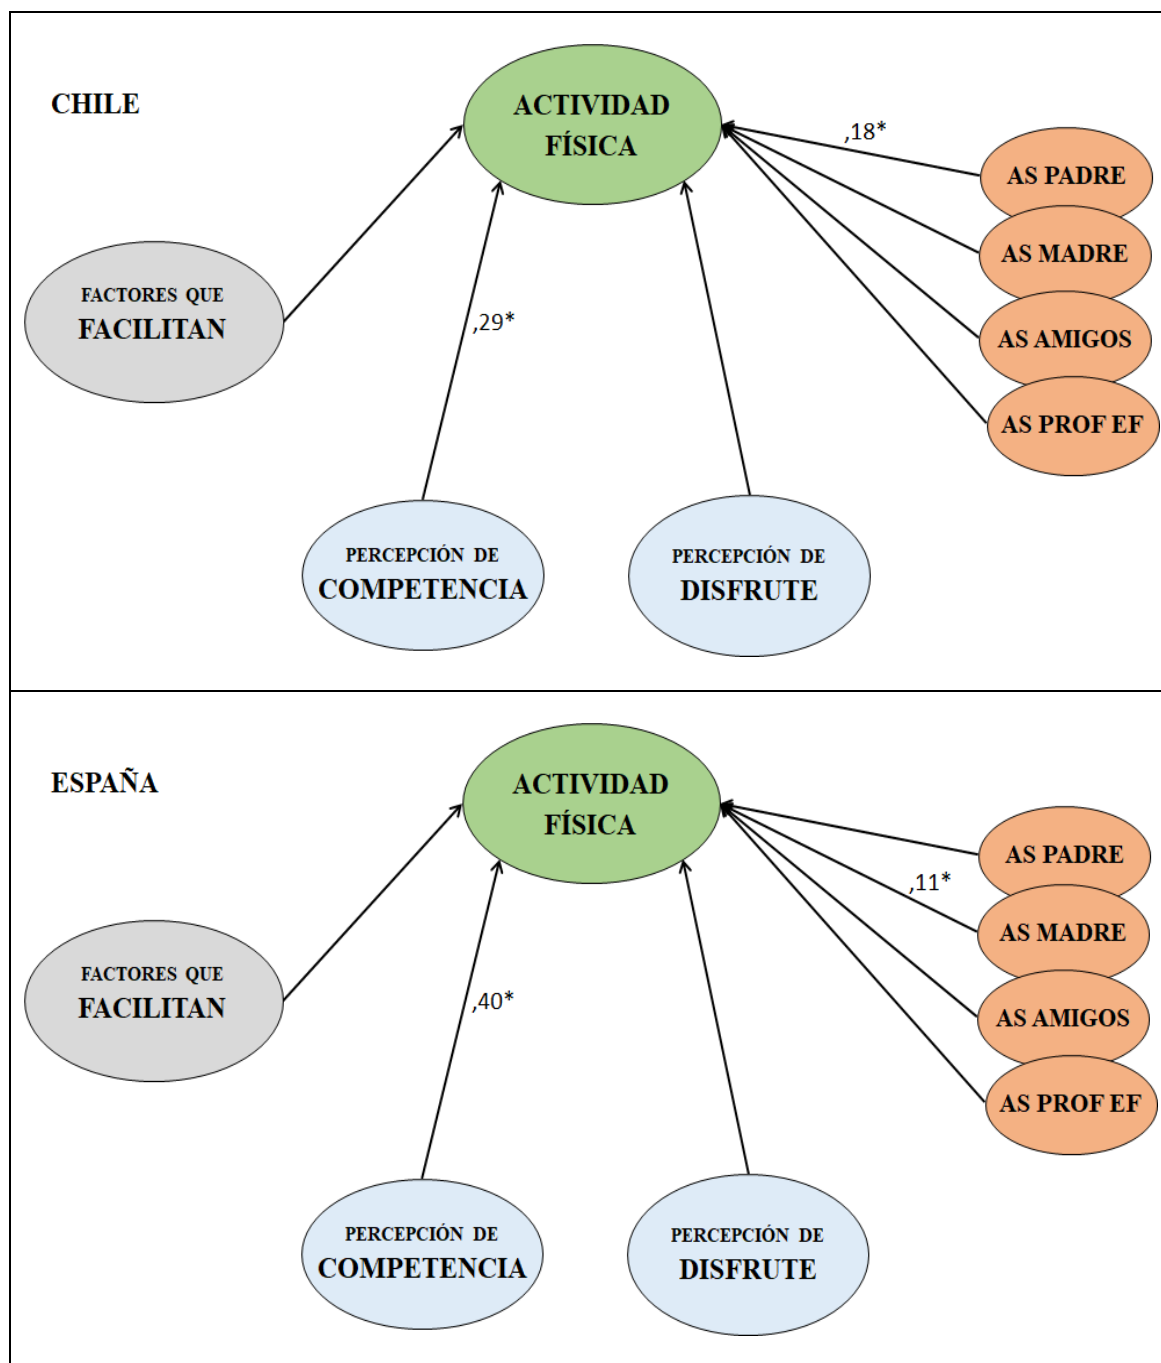 CHILE
ACTIVIDAD
FÍSICA
,18*
AS PADRE
AS MADRE
FACTORES QUE
FACILITAN
,29*
AS AMIGOS
AS PROF EF
PERCEPCIÓN DE
COMPETENCIA
PERCEPCIÓN DE
DISFRUTE
ESPAÑA
ACTIVIDAD
FÍSICA
AS PADRE
,11*
AS MADRE
FACTORES QUE
FACILITAN
,40*
AS AMIGOS
AS PROF EF
PERCEPCIÓN DE
COMPETENCIA
PERCEPCIÓN DE
DISFRUTE